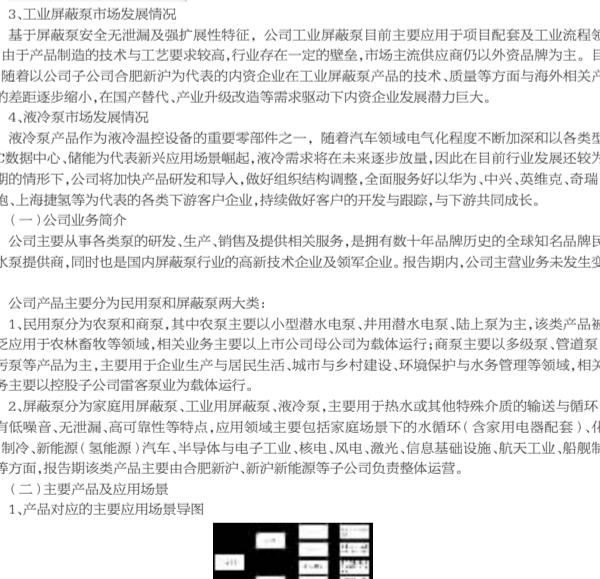 3、工业屏蔽泵市场发展情况
基于屏蔽泵安全无泄漏及强扩展性特征，公司工业屏蔽泵目前主要应用于项目配套及工业流程领
由于产品制造的技术与工艺要求较高,行业存在一定的壁垒,市场主流供应商仍以外资品牌为主。目
随着以公司子公司合肥新沪为代表的内资企业在工业屏蔽泵产品的技术、质量等方面与海外相关产
的差距逐步缩小,在国产替代、产业升级改造等需求驱动下内资企业发展潜力巨大。
4、液冷泵市场发展情况
液冷泵产品作为液冷温控设备的重要零部件之一，随着汽车领域电气化程度不断加深和以各类型
C数据中心、储能为代表新兴应用场景崛起,液冷需求将在未来逐步放量,因此在目前行业发展还较为
期的情形下,公司将加快产品研发和导入,做好组织结构调整,全面服务好以华为、中兴、英维克、奇瑞
跑、上海捷氢等为代表的各类下游客户企业,持续做好客户的开发与跟踪,与下游共同成长。
（一）公司业务简介
公司主要从事各类泵的研发、生产、销售及提供相关服务,是拥有数十年品牌历史的全球知名品牌民
水泵提供商,同时也是国内屏蔽泵行业的高新技术企业及领军企业。报告期内,公司主营业务未发生变
公司产品主要分为民用泵和屏蔽泵两大类：
1、民用泵分为农泵和商泵,其中农泵主要以小型潜水电泵、井用潜水电泵、陆上泵为主,该类产品被
泛应用于农林畜牧等领域,相关业务主要以上市公司母公司为载体运行;商泵主要以多级泵、管道泵
污泵等产品为主,主要用于企业生产与居民生活、城市与乡村建设、环境保护与水务管理等领域,相关
务主要以控股子公司雷客泵业为载体运行。
2、屏蔽泵分为家庭用屏蔽泵、工业用屏蔽泵、液冷泵,主要用于热水或其他特殊介质的输送与循环
有低噪音、无泄漏、高可靠性等特点,应用领域主要包括家庭场景下的水循环（含家用电器配套）、化
制冷、新能源（氢能源）汽车、半导体与电子工业、核电、风电、激光、信息基础设施、航天工业、船舰制
等方面,报告期该类产品主要由合肥新沪、新沪新能源等子公司负责整体运营。
（二）主要产品及应用场景
1、产品对应的主要应用场景导图